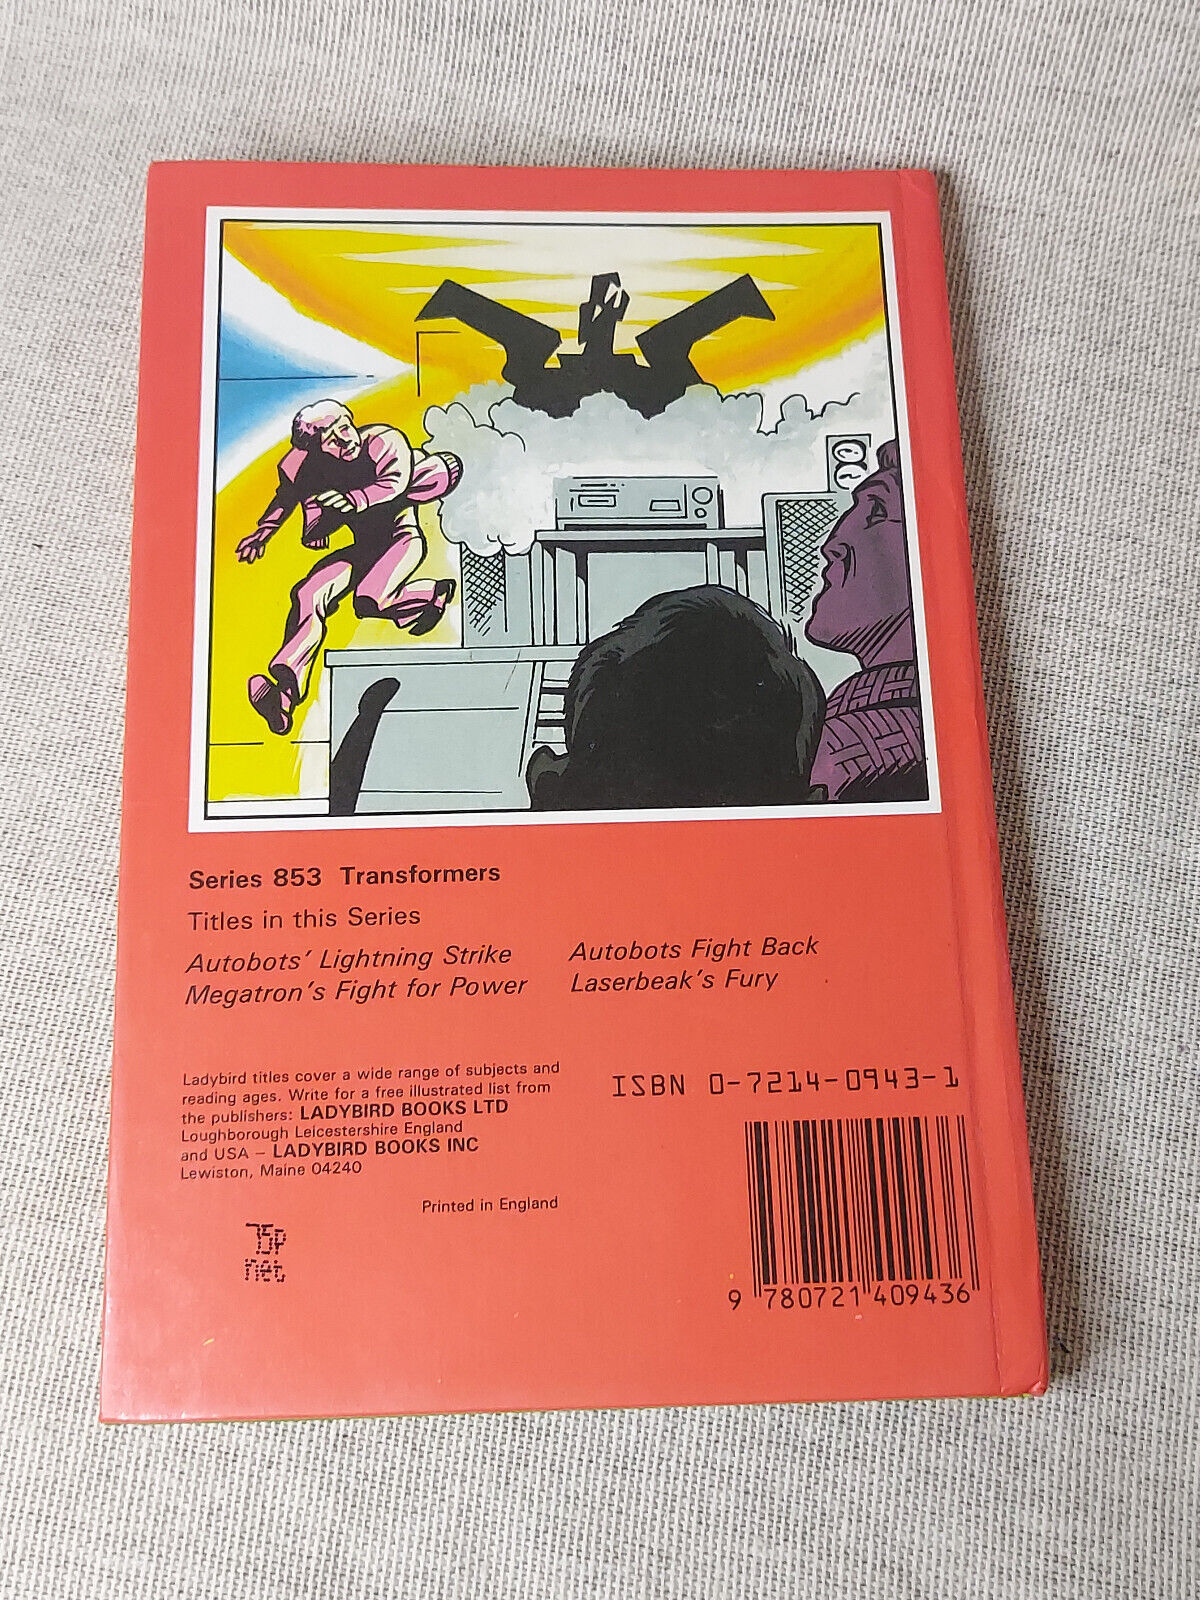 Series 853 Transformers
Titles in this Series
Autobots' Lightning Strike
Megatron's Fight for Power
Autobots Fight Back
Laserbeak's Fury
Ladybird titles cover a wide range of subjects and
reading ages. Write for a free illustrated list from
the publishers: LADYBIRD BOOKS LTD
Loughborough Leicestershire England
and USA – LADYBIRD BOOKS INC
Lewiston, Maine 04240
Printed in England
75p
net
ISBN 0-7214-0943-1
9 780721 409436